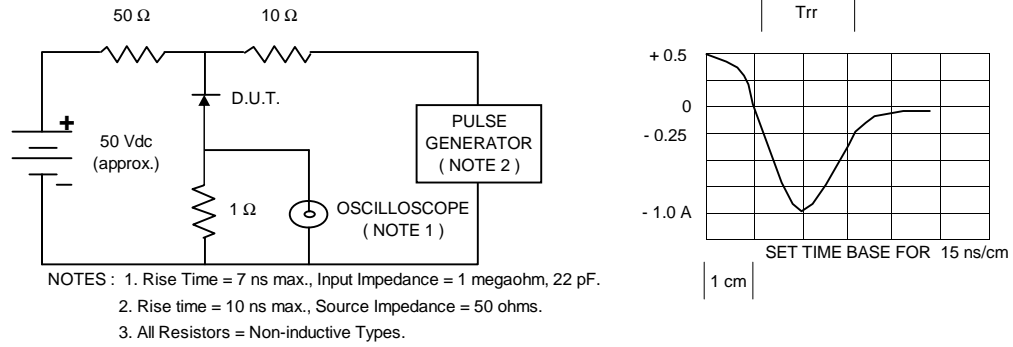 50 Ω
10 Ω
D.U.T.
+
50 Vdc
(approx.)
−
1 Ω
OSCILLOSCOPE
( NOTE 1 )
PULSE
GENERATOR
( NOTE 2 )
NOTES : 1. Rise Time = 7 ns max., Input Impedance = 1 megaohm, 22 pF.
2. Rise time = 10 ns max., Source Impedance = 50 ohms.
3. All Resistors = Non-inductive Types.
Trr
+ 0.5
0
- 0.25
- 1.0 A
SET TIME BASE FOR 15 ns/cm
1 cm